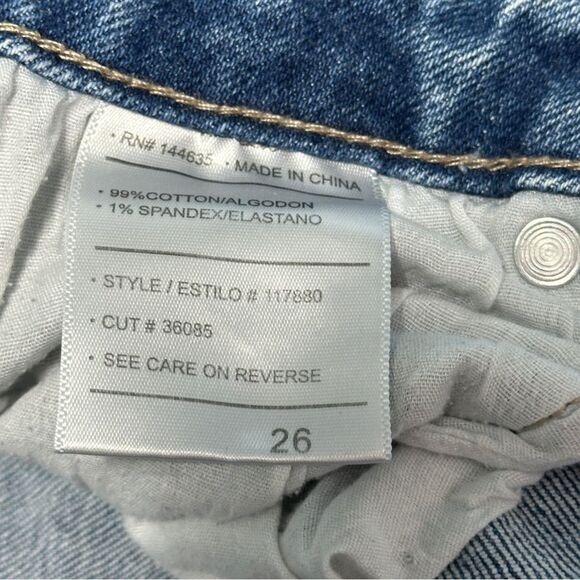 • RN# 144635 • MADE IN CHINA
• 99%COTTON/ALGODON
• 1% SPANDEX/ELASTANO
• STYLE / ESTILO # 117880
• CUT # 36085
• SEE CARE ON REVERSE
26